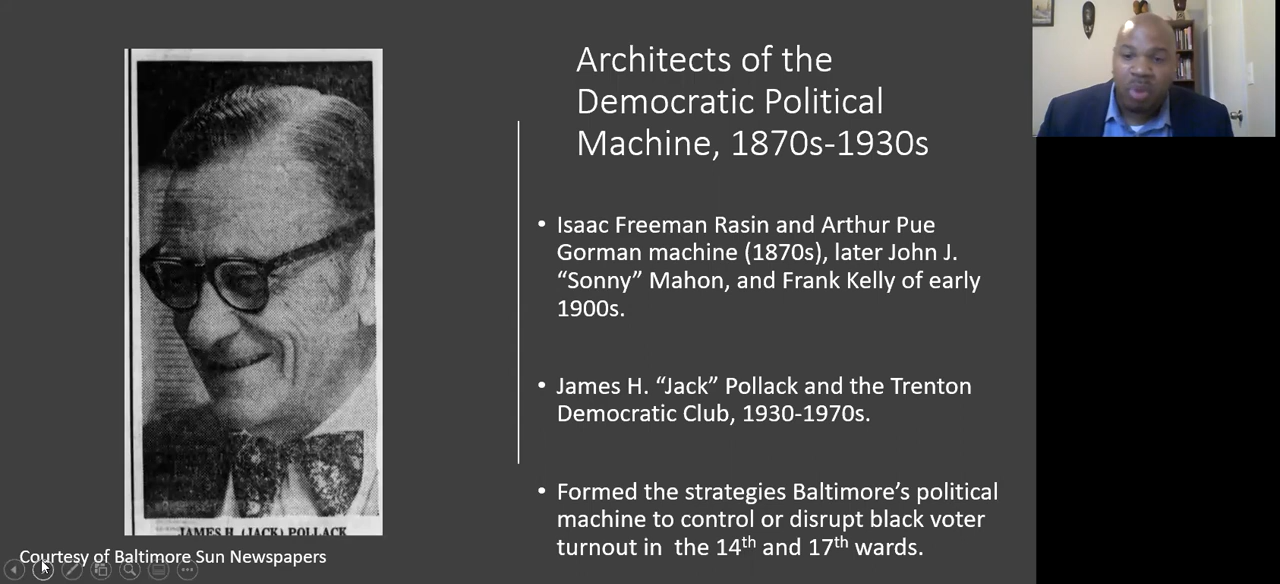 Architects of the
Democratic Political
Machine, 1870s-1930s
• Isaac Freeman Rasin and Arthur Pue
Gorman machine (1870s), later John J.
“Sonny” Mahon, and Frank Kelly of early
1900s.
• James H. “Jack” Pollack and the Trenton
Democratic Club, 1930-1970s.
• Formed the strategies Baltimore’s political
machine to control or disrupt black voter
turnout in the 14th and 17th wards.
JAMES H. (JACK) POLLACK
Courtesy of Baltimore Sun Newspapers